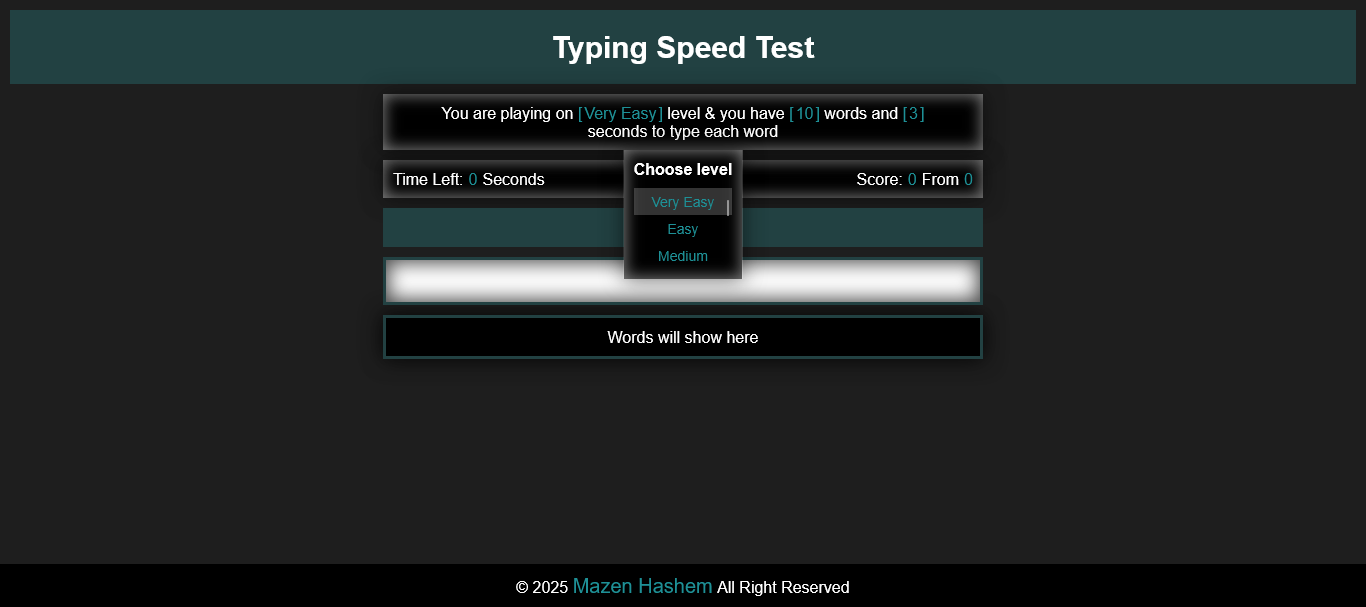 Typing Speed Test
You are playing on [Very Easy] level & you have [10] words and [3]
seconds to type each word
Choose level
Time Left: 0 Seconds
Score: 0 From 0
Very Easy
Easy
Medium
Words will show here
© 2025 Mazen Hashem All Right Reserved